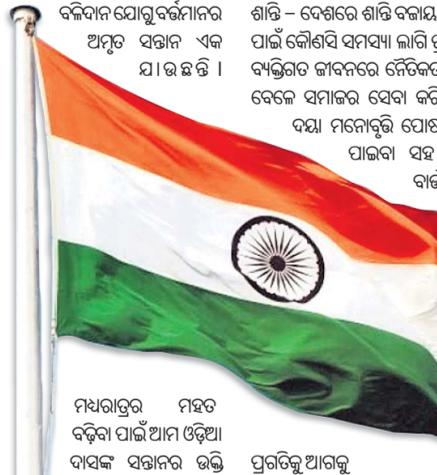 ବଳିଦାନ ଯୋଗୁ ବର୍ତ୍ତମାନର
ଅମୃତ ସନ୍ତାନ ଏକ
ଯାଉଛନ୍ତି ।
ମଧ୍ୟରାତ୍ରର ମହତ
ବଢ଼ିବା ପାଇଁ ଆମ ଓଡ଼ିଆ
ଦାସଙ୍କ ସନ୍ତାନର ଉକ୍ତି
ଶାନ୍ତି – ଦେଶରେ ଶାନ୍ତି ବଜାୟ
ପାଇଁ କୌଣସି ସମସ୍ୟା ଲାଗି
ବ୍ୟକ୍ତିଗତ ଜୀବନରେ
ବେଳେ ସମାଜର ସେବା
ଦୟା ମନୋବୃତ୍ତି
ପାଇବା ସହ
ପ୍ରଗତିକୁ ଆଗକୁ